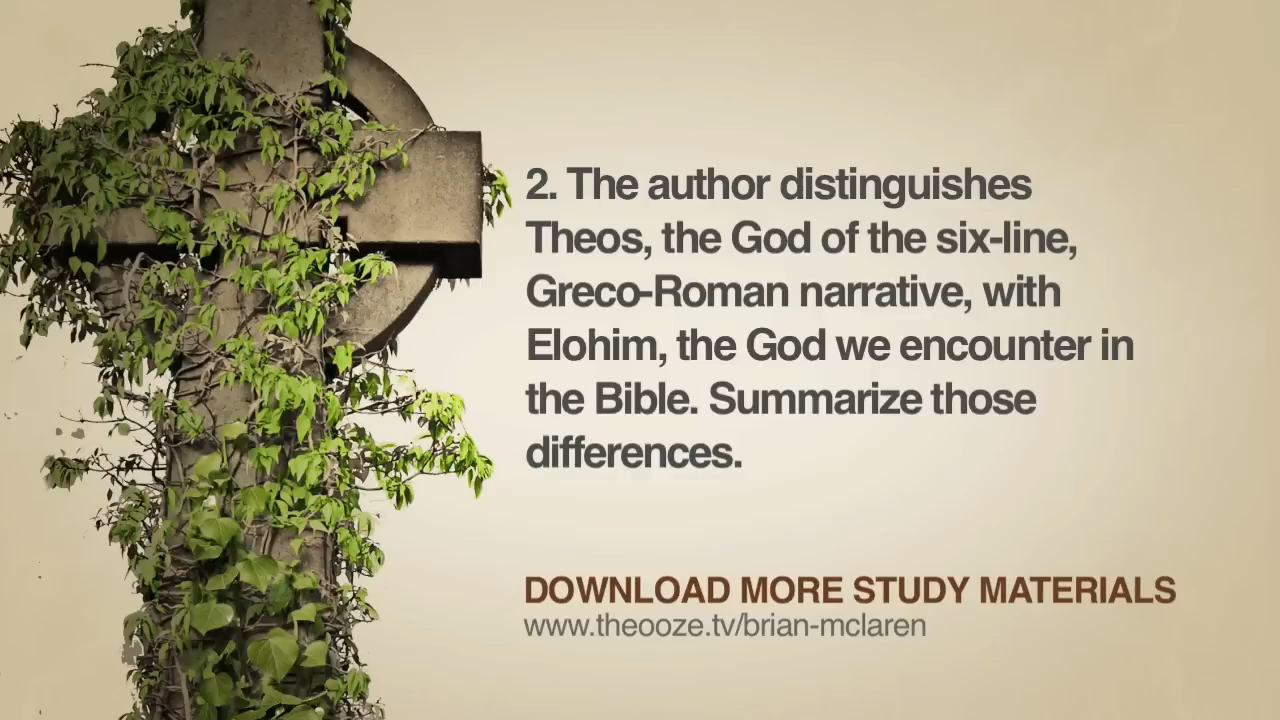 2. The author distinguishes
Theos, the God of the six-line,
Greco-Roman narrative, with
Elohim, the God we encounter in
the Bible. Summarize those
differences.
DOWNLOAD MORE STUDY MATERIALS
www.theooze.tv/brian-mclaren